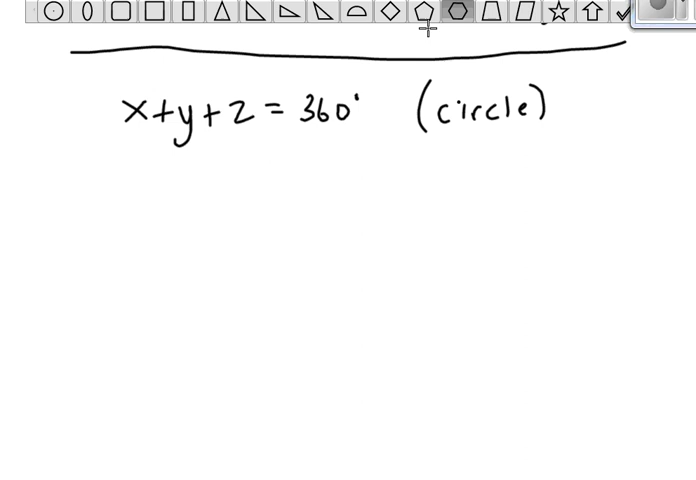 x+y+z = 360° (circle)